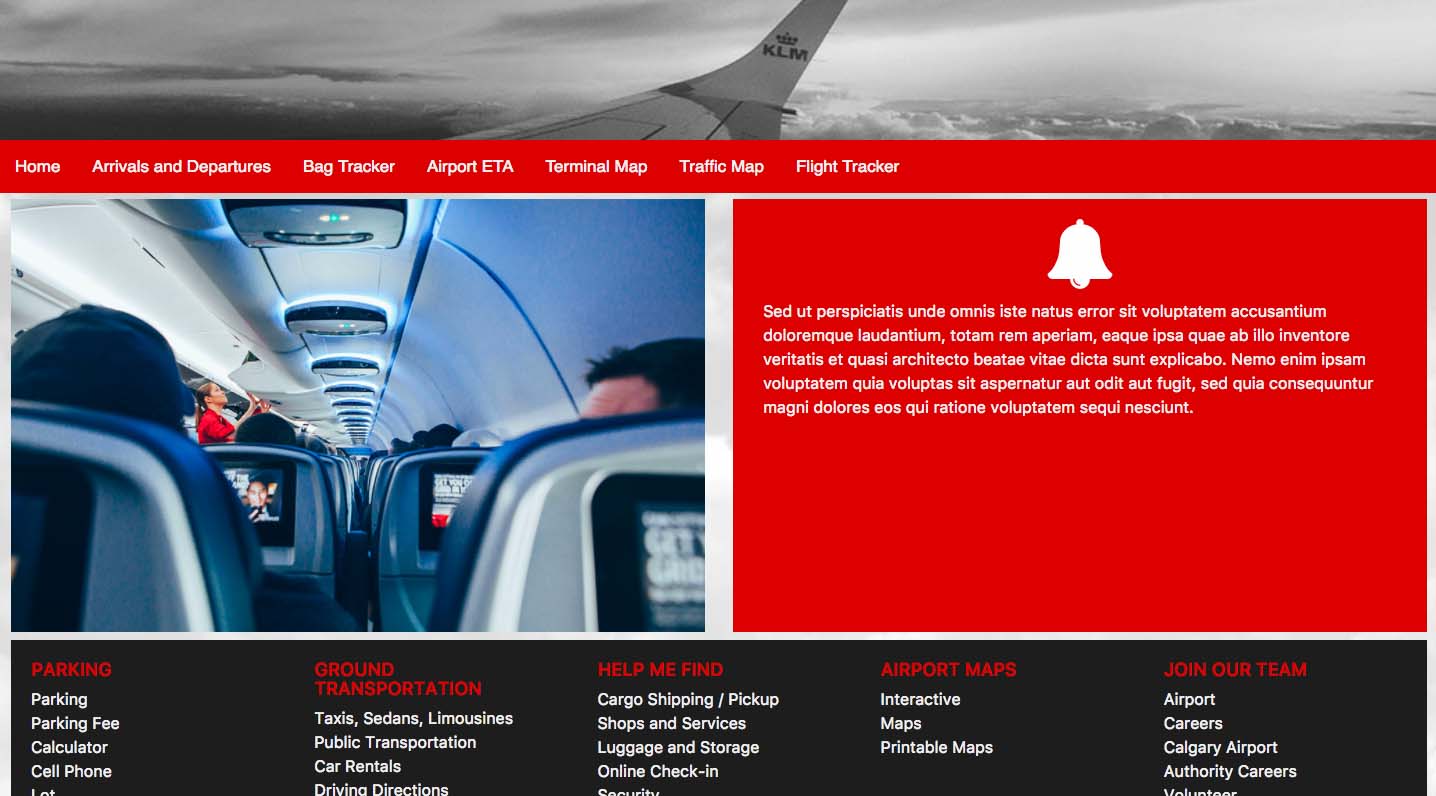 KLM
Home Arrivals and Departures Bag Tracker Airport ETA Terminal Map Traffic Map Flight Tracker
GET YOU
GET Y
Sed ut perspiciatis unde omnis iste natus error sit voluptatem accusantium
doloremque laudantium, totam rem aperiam, eaque ipsa quae ab illo inventore
veritatis et quasi architecto beatae vitae dicta sunt explicabo. Nemo enim ipsam
voluptatem quia voluptas sit aspernatur aut odit aut fugit, sed quia consequuntur
magni dolores eos qui ratione voluptatem sequi nesciunt.
PARKING
Parking
Parking Fee
Calculator
Cell Phone
Lot
GROUND
TRANSPORTATION
Taxis, Sedans, Limousines
Public Transportation
Car Rentals
Driving Directions
HELP ME FIND
Cargo Shipping / Pickup
Shops and Services
Luggage and Storage
Online Check-in
Security
AIRPORT MAPS
Interactive
Maps
Printable Maps
JOIN OUR TEAM
Airport
Careers
Calgary Airport
Authority Careers
Volunteer